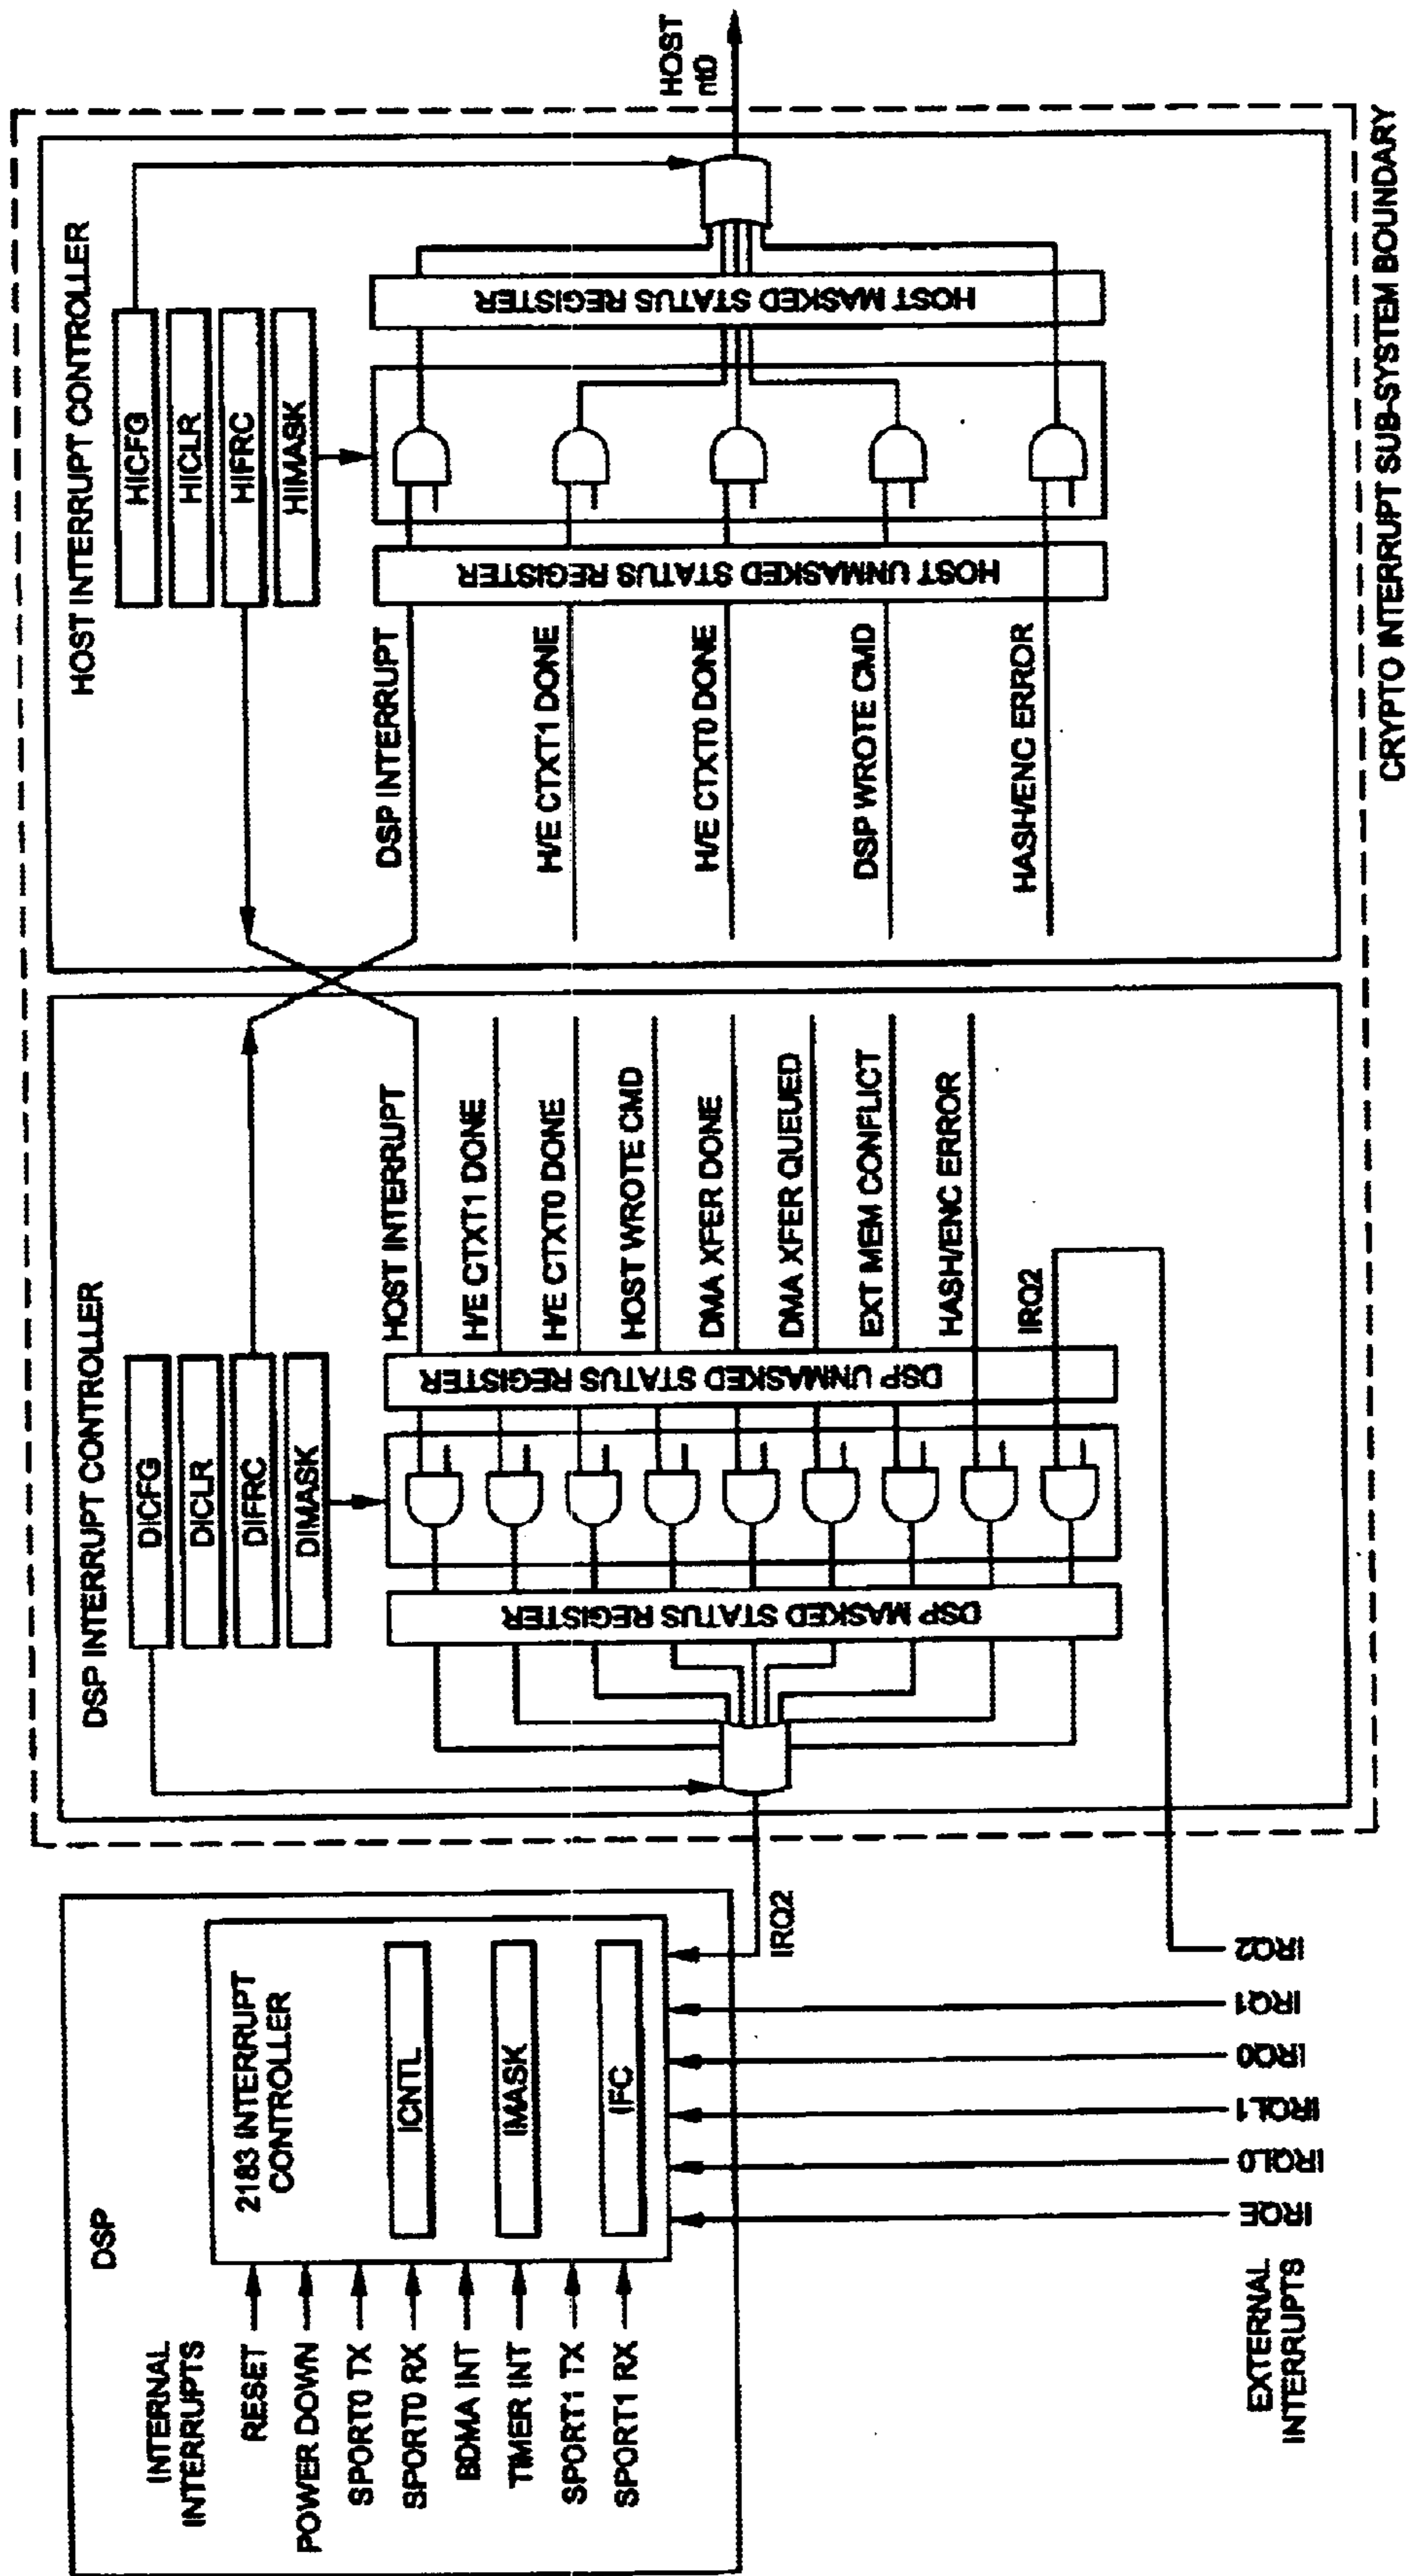 DSP
INTERNAL
INTERRUPTS
RESET
POWER DOWN
SPORT0 TX
SPORT0 RX
BDMA INT
TIMER INT
SPORT1 TX
SPORT1 RX
2183 INTERRUPT
CONTROLLER
ICNTL
IMASK
IFC
IRQ2
EXTERNAL
INTERRUPTS
IRQE
IRQL0
IRQL1
IRQ0
IRQ1
IRQ2
DSP INTERRUPT CONTROLLER
DICFG
DICLR
DIFRC
DIMASK
DSP MASKED STATUS REGISTER
DSP UNMASKED STATUS REGISTER
HOST INTERRUPT
H/E CTXT1 DONE
H/E CTXT0 DONE
HOST WROTE CMD
DMA XFER DONE
DMA XFER QUEUED
EXT MEM CONFLICT
HASH/ENC ERROR
IRQ2
HOST INTERRUPT CONTROLLER
HICFG
HICLR
HIFRC
HIMASK
DSP INTERRUPT
H/E CTXT1 DONE
H/E CTXT0 DONE
DSP WROTE CMD
HASH/ENC ERROR
HOST UNMASKED STATUS REGISTER
HOST MASKED STATUS REGISTER
HOST
nt0
CRYPTO INTERRUPT SUB-SYSTEM BOUNDARY